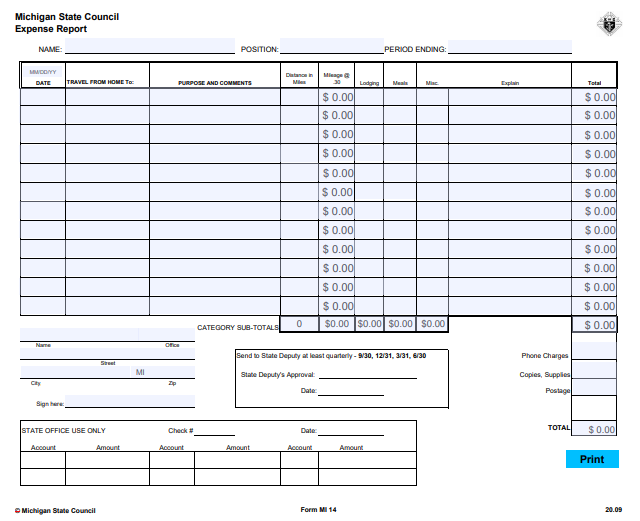 Michigan State Council
Expense Report
NAME: POSITION: PERIOD ENDING:
MM/DD/YY
DATE TRAVEL FROM HOME To: PURPOSE AND COMMENTS Distance in Miles Mileage @ .30 Lodging Meals Misc. Explain Total
$ 0.00 $ 0.00
$ 0.00 $ 0.00
$ 0.00 $ 0.00
$ 0.00 $ 0.00
$ 0.00 $ 0.00
$ 0.00 $ 0.00
$ 0.00 $ 0.00
$ 0.00 $ 0.00
$ 0.00 $ 0.00
$ 0.00 $ 0.00
$ 0.00 $ 0.00
$ 0.00 $ 0.00
CATEGORY SUB-TOTALS 0 $0.00 $0.00 $0.00 $0.00 $ 0.00
Name Office
Street
MI
City Zip
Sign here:
Send to State Deputy at least quarterly - 9/30, 12/31, 3/31, 6/30
State Deputy's Approval:
Date:
Phone Charges
Copies, Supplies
Postage
TOTAL $ 0.00
STATE OFFICE USE ONLY Check # Date:
Account Amount Account Amount Account Amount
Print
© Michigan State Council Form MI 14 20.09